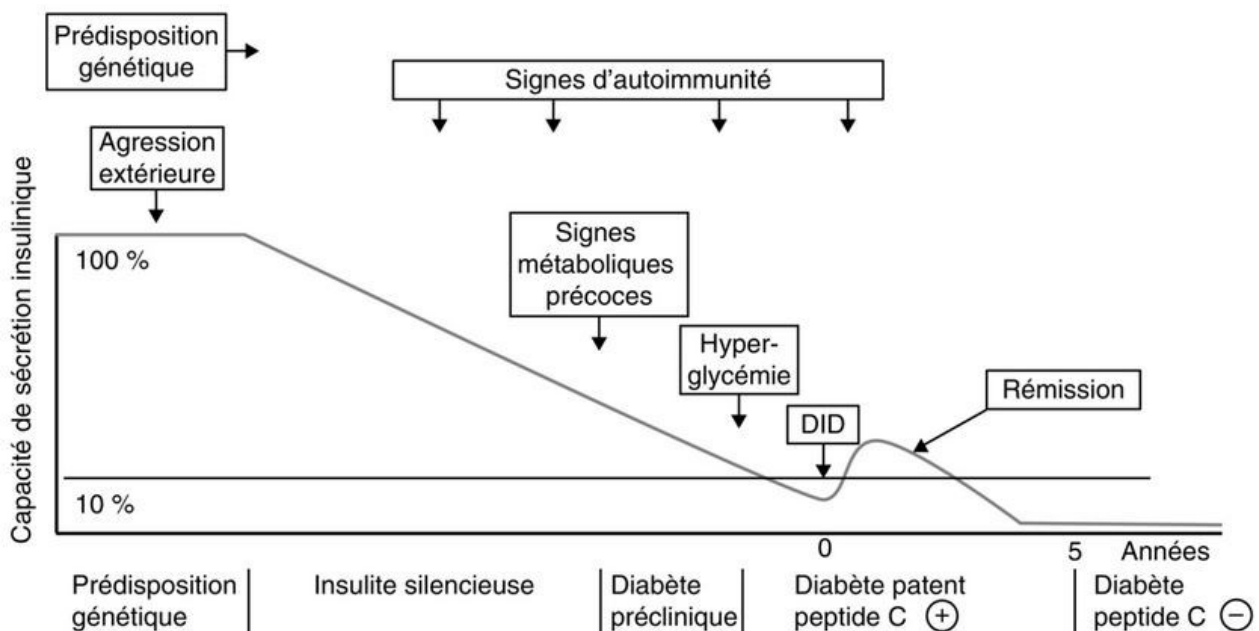 Prédisposition
génétique
Signes d'autoimmunité
Agression
extérieure
Capacité de sécrétion insulinique
100 %
Signes
métaboliques
précoces
Hyper-
glycémie
Rémission
DID
10 %
0
5
Années
Prédisposition
génétique
Insulite silencieuse
Diabète
préclinique
Diabète patent
peptide C +
Diabète
peptide C −